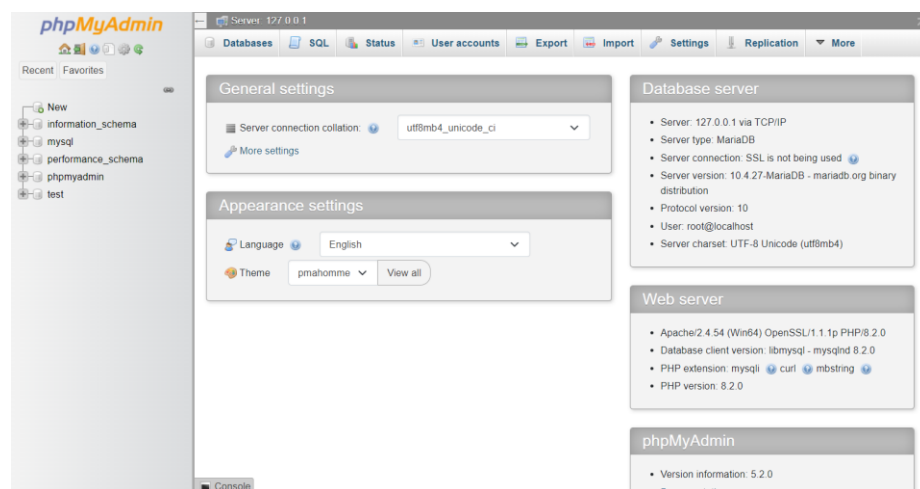 phpMyAdmin
Recent Favorites
New
information_schema
mysql
performance_schema
phpmyadmin
test
Server: 127.0.0.1
Databases SQL Status User accounts Export Import Settings Replication More
General settings
Server connection collation: utf8mb4_unicode_ci
More settings
Appearance settings
Language English
Theme pmahomme View all
Database server
Server: 127.0.0.1 via TCP/IP
Server type: MariaDB
Server connection: SSL is not being used
Server version: 10.4.27-MariaDB - mariadb.org binary
distribution
Protocol version: 10
User: root@localhost
Server charset: UTF-8 Unicode (utf8mb4)
Web server
Apache/2.4.54 (Win64) OpenSSL/1.1.1p PHP/8.2.0
Database client version: libmysql - mysqlnd 8.2.0
PHP extension: mysqli curl mbstring
PHP version: 8.2.0
phpMyAdmin
Version information: 5.2.0
Console